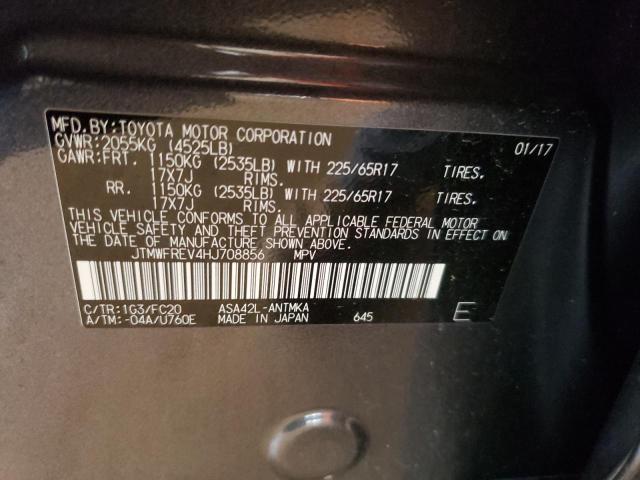 MFD.BY:TOYOTA MOTOR CORPORATION 01/17
GVWR:2055KG (4525LB)
GAWR:FRT. 1150KG (2535LB) WITH 225/65R17 TIRES.
17X7J RIMS.
RR. 1150KG (2535LB) WITH 225/65R17 TIRES.
17X7J RIMS.
THIS VEHICLE CONFORMS TO ALL APPLICABLE FEDERAL MOTOR
VEHICLE SAFETY AND THEFT PREVENTION STANDARDS IN EFFECT ON
THE DATE OF MANUFACTURE SHOWN ABOVE.
JTMWFREV4HJ708856 MPV
C/TR:1G3/FC20 ASA42L-ANTMKA
A/TM:-04A/U760E MADE IN JAPAN 645 E